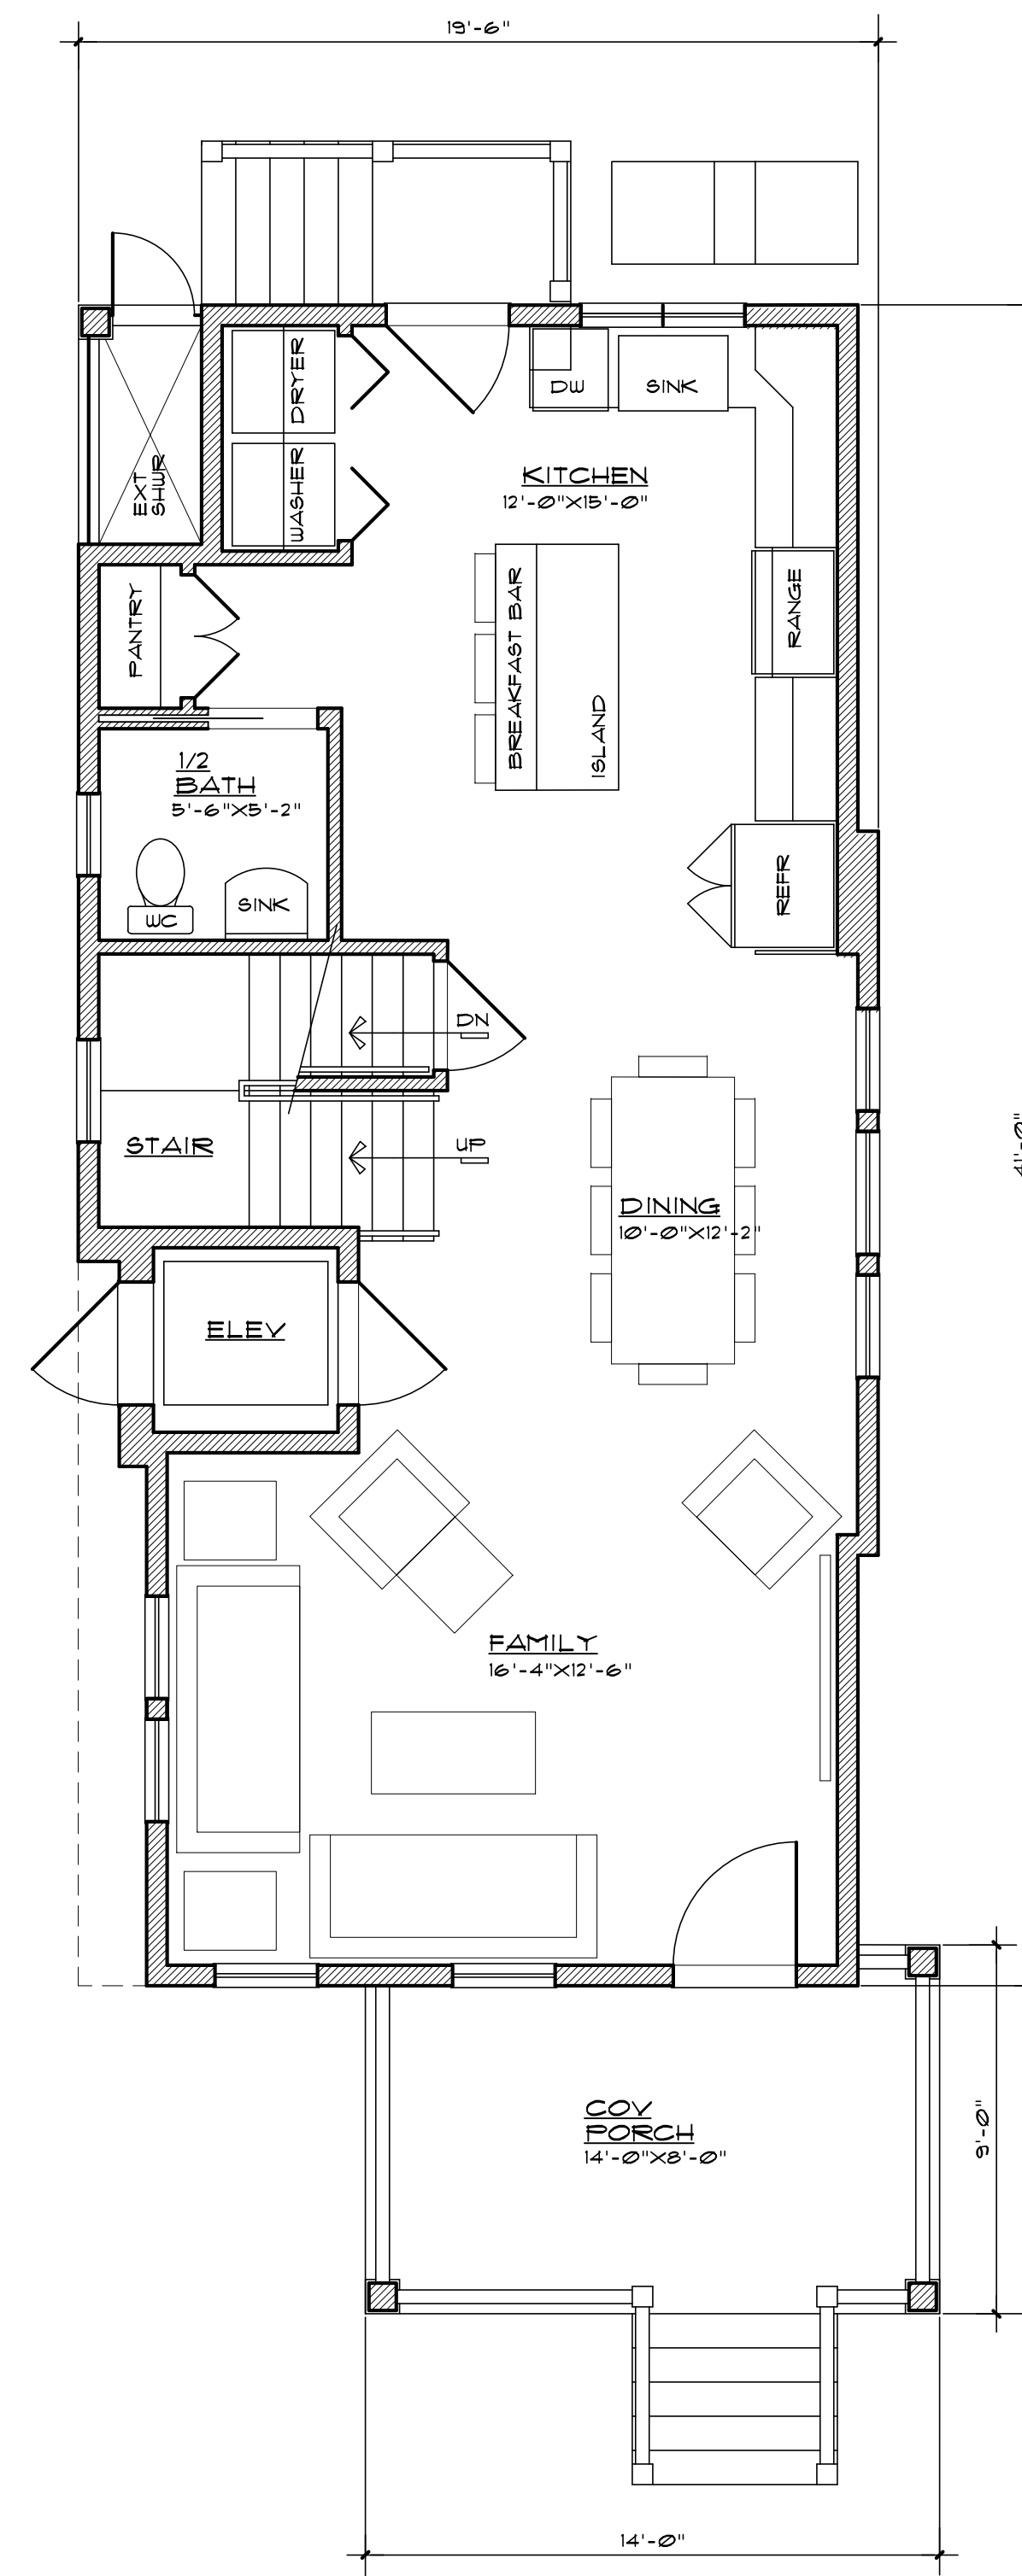 19'-6"
DRYER
DW
SINK
EXT
SHWR
WASHER
KITCHEN
12'-0"X15'-0"
PANTRY
BREAKFAST BAR
ISLAND
RANGE
1/2
BATH
5'-6"X5'-2"
WC
SINK
REFR
DN
41'-0"
STAIR
UP
DINING
10'-0"X12'-2"
ELEV
FAMILY
16'-4"X12'-6"
COV
PORCH
14'-0"X8'-0"
9'-0"
14'-0"